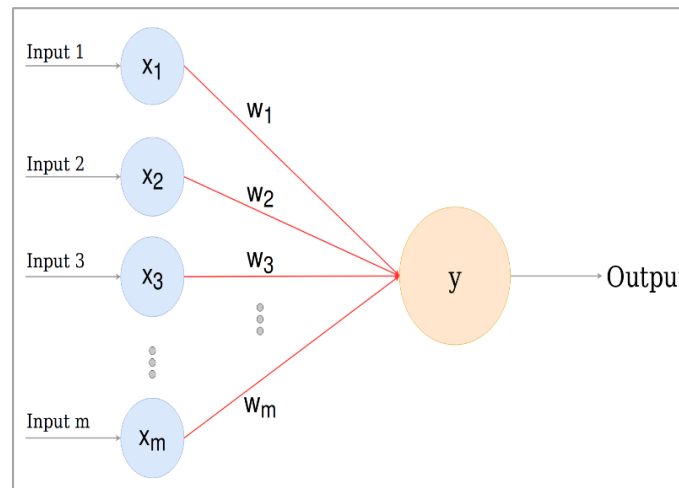 Input 1
x1
w1
Input 2
x2
w2
Input 3
x3
w3
y
Output
Input m
xm
wm